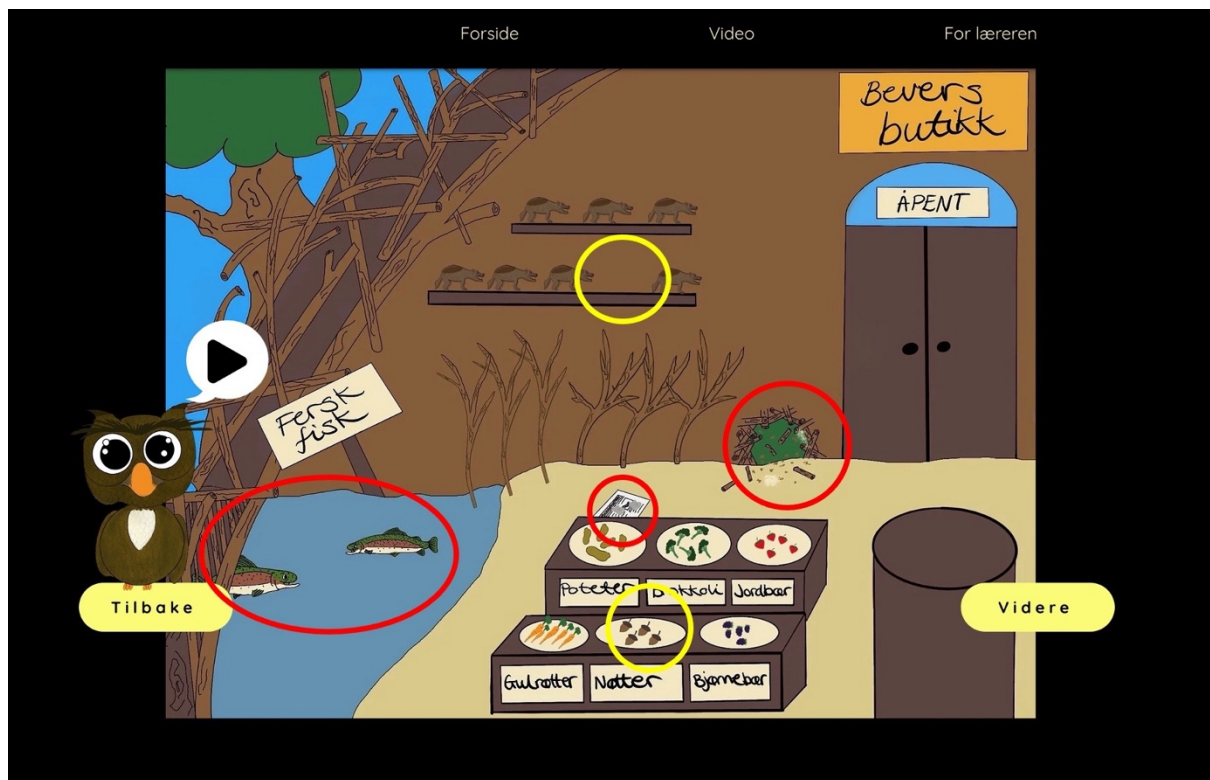 Forside Video For læreren
Bevers
butikk
ÅPENT
Fersk
fisk
Poteter Brokkoli Jordbær
Tilbake Videre
Gulrøtter Nøtter Bjørnebær